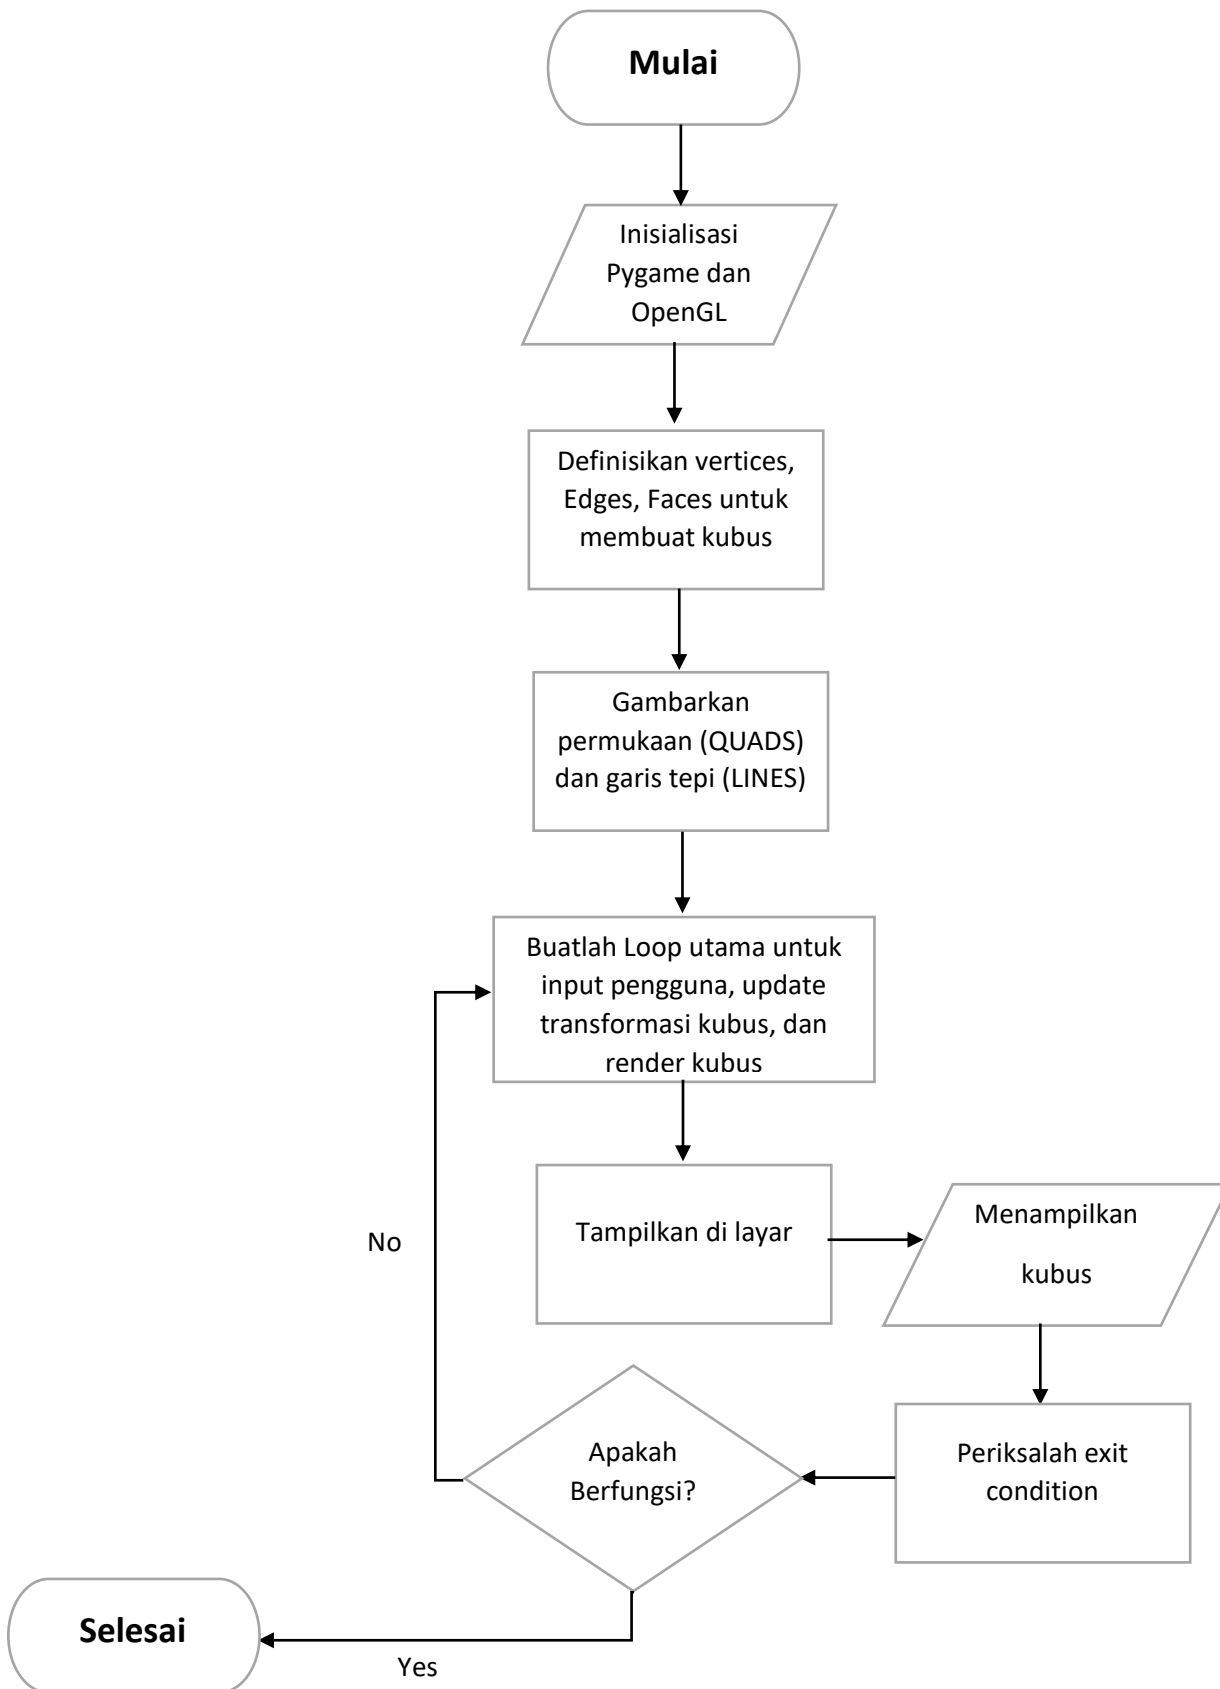 Mulai
Inisialisasi
Pygame dan
OpenGL
Definisikan vertices,
Edges, Faces untuk
membuat kubus
Gambarkan
permukaan (QUADS)
dan garis tepi (LINES)
Buatlah Loop utama untuk
input pengguna, update
transformasi kubus, dan
render kubus
Tampilkan di layar
Menampilkan
kubus
Periksalah exit
condition
Apakah
Berfungsi?
No
Yes
Selesai